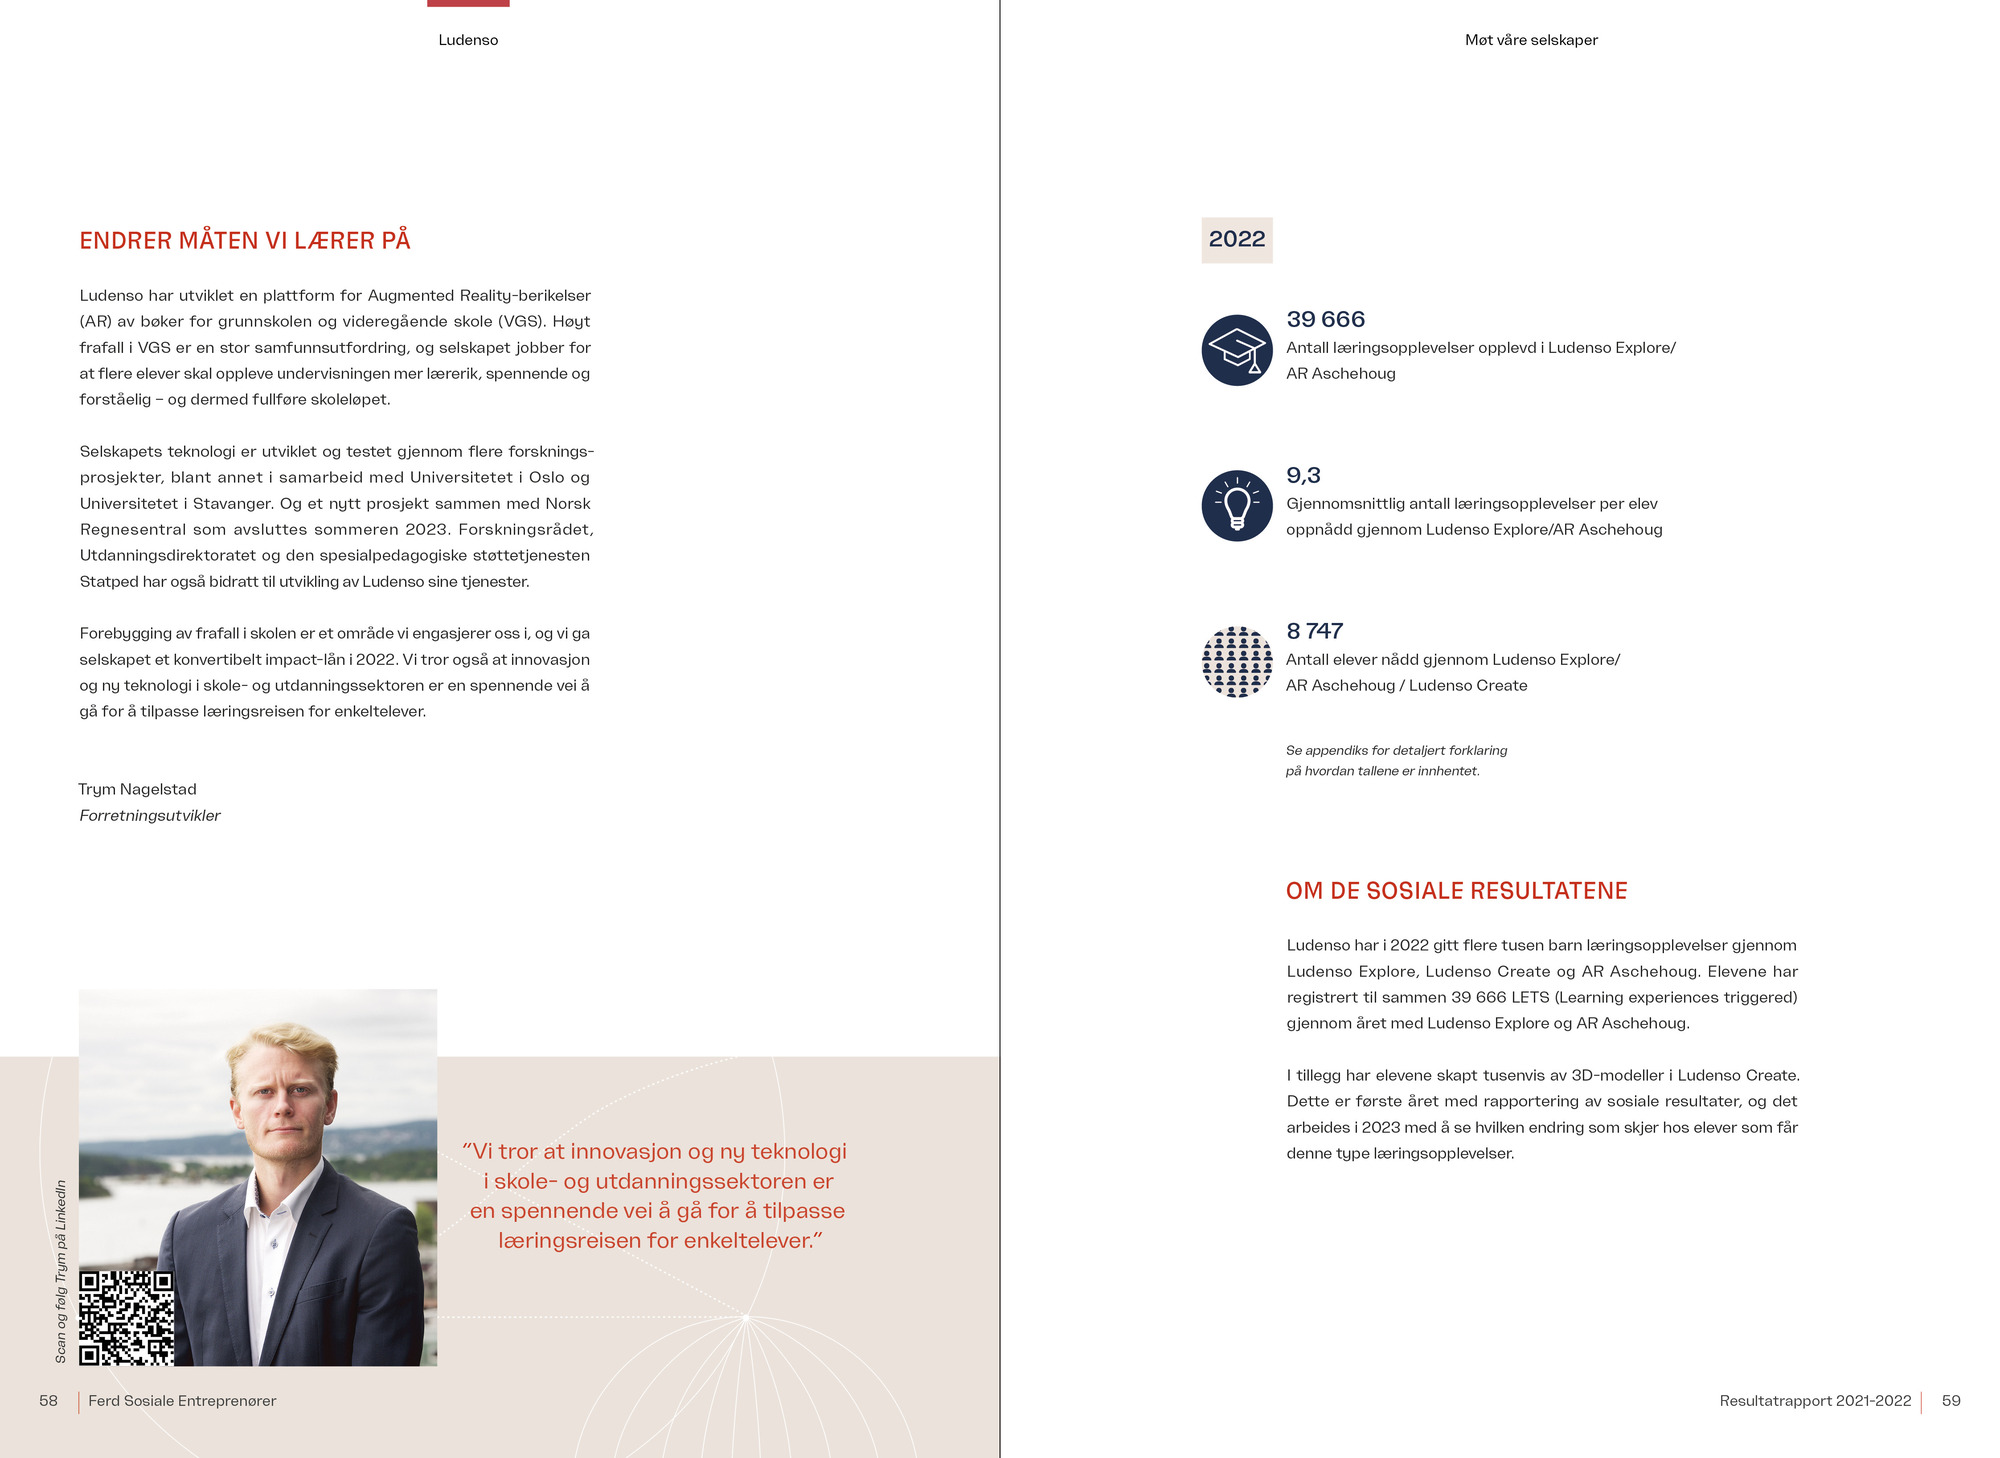 Ludenso
ENDRER MÅTEN VI LÆRER PÅ
Ludenso har utviklet en plattform for Augmented Reality-berikelser
(AR) av bøker for grunnskolen og videregående skole (VGS). Høyt
frafall i VGS er en stor samfunnsutfordring, og selskapet jobber for
at flere elever skal oppleve undervisningen mer lærerik, spennende og
forståelig – og dermed fullføre skoleløpet.
Selskapets teknologi er utviklet og testet gjennom flere forsknings-
prosjekter, blant annet i samarbeid med Universitetet i Oslo og
Universitetet i Stavanger. Og et nytt prosjekt sammen med Norsk
Regnesentral som avsluttes sommeren 2023. Forskningsrådet,
Utdanningsdirektoratet og den spesialpedagogiske støttetjenesten
Statped har også bidratt til utvikling av Ludenso sine tjenester.
Forebygging av frafall i skolen er et område vi engasjerer oss i, og vi ga
selskapet et konvertibelt impact-lån i 2022. Vi tror også at innovasjon
og ny teknologi i skole- og utdanningssektoren er en spennende vei å
gå for å tilpasse læringsreisen for enkeltelever.
Trym Nagelstad
Forretningsutvikler
Scan og følg Trym på LinkedIn
“Vi tror at innovasjon og ny teknologi
i skole- og utdanningssektoren er
en spennende vei å gå for å tilpasse
læringsreisen for enkeltelever.”
58
Ferd Sosiale Entreprenører
Møt våre selskaper
2022
39 666
Antall læringsopplevelser opplevd i Ludenso Explore/
AR Aschehoug
9,3
Gjennomsnittlig antall læringsopplevelser per elev
oppnådd gjennom Ludenso Explore/AR Aschehoug
8 747
Antall elever nådd gjennom Ludenso Explore/
AR Aschehoug / Ludenso Create
Se appendiks for detaljert forklaring
på hvordan tallene er innhentet.
OM DE SOSIALE RESULTATENE
Ludenso har i 2022 gitt flere tusen barn læringsopplevelser gjennom
Ludenso Explore, Ludenso Create og AR Aschehoug. Elevene har
registrert til sammen 39 666 LETS (Learning experiences triggered)
gjennom året med Ludenso Explore og AR Aschehoug.
I tillegg har elevene skapt tusenvis av 3D-modeller i Ludenso Create.
Dette er første året med rapportering av sosiale resultater, og det
arbeides i 2023 med å se hvilken endring som skjer hos elever som får
denne type læringsopplevelser.
Resultatrapport 2021-2022
59